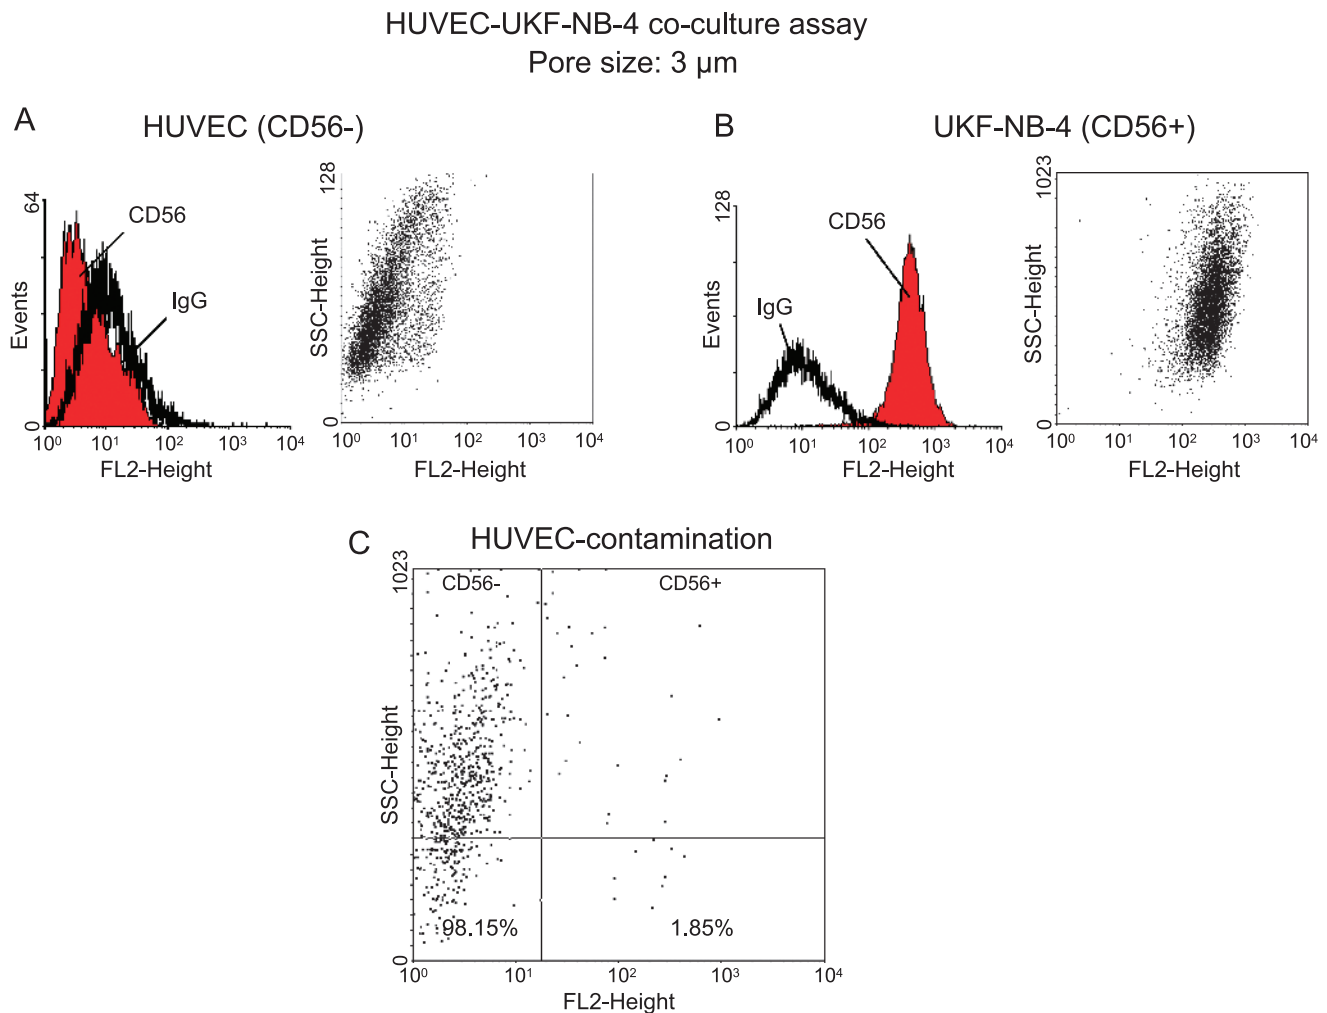 HUVEC-UKF-NB-4 co-culture assay
Pore size: 3 µm
A
HUVEC (CD56-)
64
Events
0
CD56
IgG
10⁰ 10¹ 10² 10³ 10⁴
FL2-Height
128
SSC-Height
0
10⁰ 10¹ 10² 10³ 10⁴
FL2-Height
B
UKF-NB-4 (CD56+)
128
Events
0
CD56
IgG
10⁰ 10¹ 10² 10³ 10⁴
FL2-Height
1023
SSC-Height
0
10⁰ 10¹ 10² 10³ 10⁴
FL2-Height
C
HUVEC-contamination
1023
SSC-Height
0
CD56-
CD56+
98.15%
1.85%
10⁰ 10¹ 10² 10³ 10⁴
FL2-Height